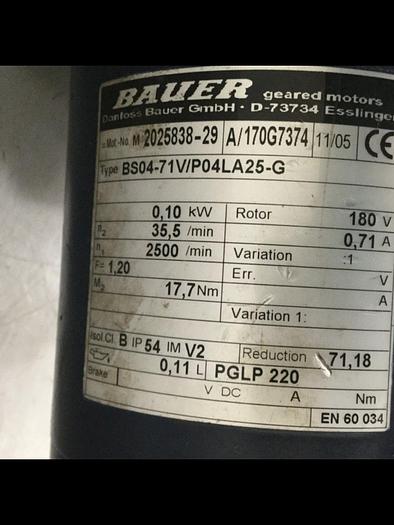 BAUER geared motors
Danfoss Bauer GmbH · D-73734 Esslingen
Mot.-No. M 2025838-29 A/170G7374 11/05 CE
Type BS04-71V/P04LA25-G
0,10 kW Rotor 180 V
n₂ 35,5 /min 0,71 A
n₁ 2500 /min Variation :1
F= 1,20 Err. V
M₂ 17,7Nm A
Variation 1:
Isol.Cl. B IP 54 IM V2 Reduction 71,18
0,11 L PGLP 220
Brake V DC A Nm
EN 60 034